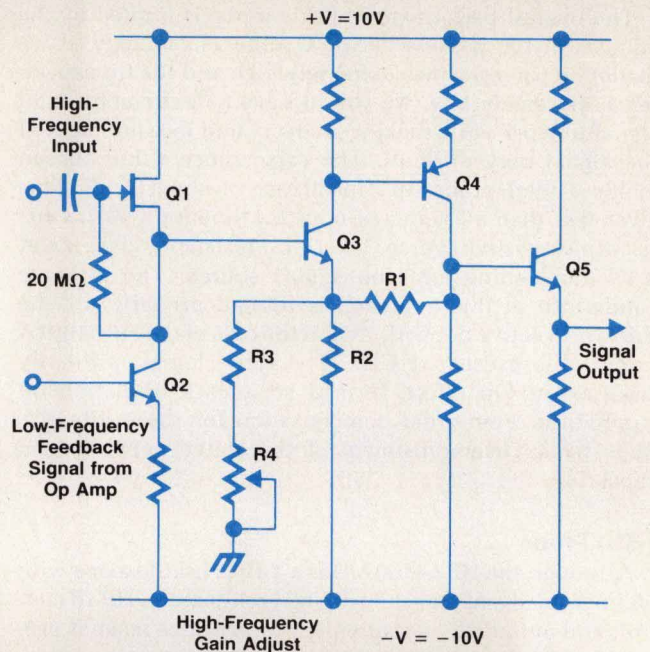 +V = 10V
High-
Frequency
Input
Q1
Q4
Q3
Q5
20 MΩ
R1
Signal
Output
R3
R2
Q2
Low-Frequency
Feedback
Signal from
Op Amp
R4
High-Frequency
Gain Adjust
−V = −10V